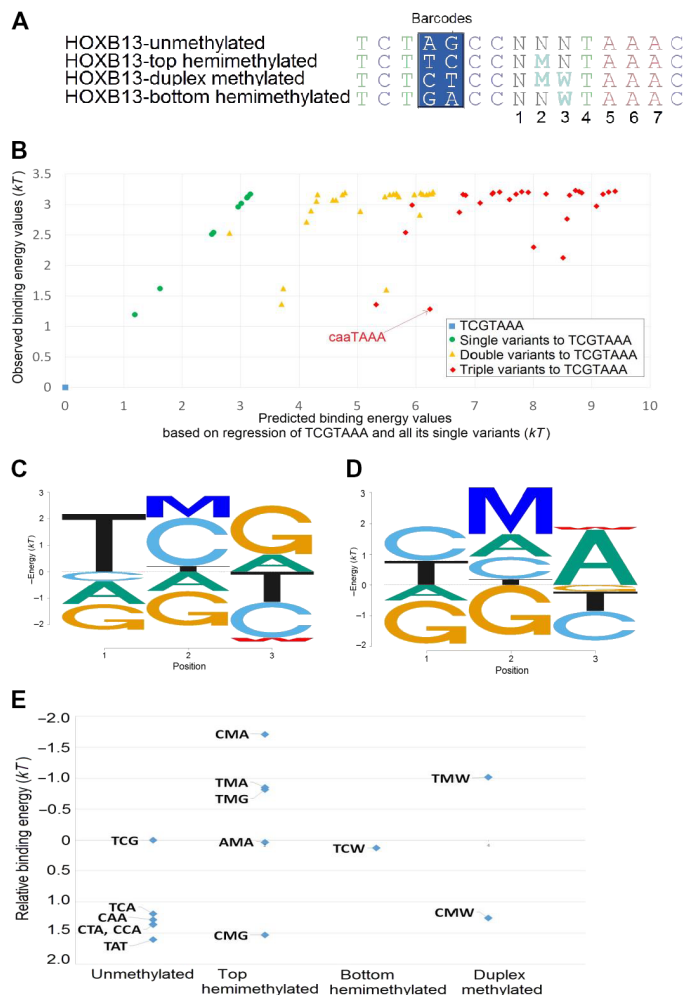 A
Barcodes
HOXB13-unmethylated T C T A G C C N N N T A A A C
HOXB13-top hemimethylated T C T T C C C N M N T A A A C
HOXB13-duplex methylated T C T C T C C N M W T A A A C
HOXB13-bottom hemimethylated T C T G A C C N N W T A A A C
1 2 3 4 5 6 7
B
Observed binding energy values (kT)
3.5
3
2.5
2
1.5
1
0.5
0
caaTAAA
TCGTAAA
Single variants to TCGTAAA
Double variants to TCGTAAA
Triple variants to TCGTAAA
0 1 2 3 4 5 6 7 8 9 10
Predicted binding energy values
based on regression of TCGTAAA and all its single variants (kT)
C
−Energy (kT)
3
2
1
0
−1
−2
T C A G
M C A G
G A T C W
1 2 3
Position
D
−Energy (kT)
3
2
1
0
−1
−2
C T A G
M A C T G
W A G T C
1 2 3
Position
E
Relative binding energy (kT)
−2.0
−1.5
−1.0
−0.5
0
0.5
1.0
1.5
2.0
CMA
TMA
TMG
TMW
TCG
AMA
TCW
TCA
CAA
CTA, CCA
TAT
CMG
CMW
Unmethylated
Top
hemimethylated
Bottom
hemimethylated
Duplex
methylated